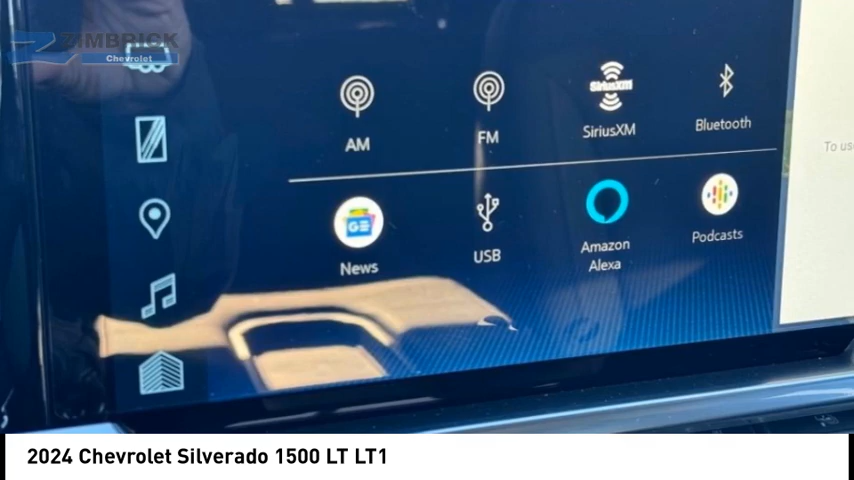 ZIMBRICK
Chevrolet
AM
FM
SiriusXM
SiriusXM
Bluetooth
To us
GE
News
USB
Amazon
Alexa
Podcasts
2024 Chevrolet Silverado 1500 LT LT1